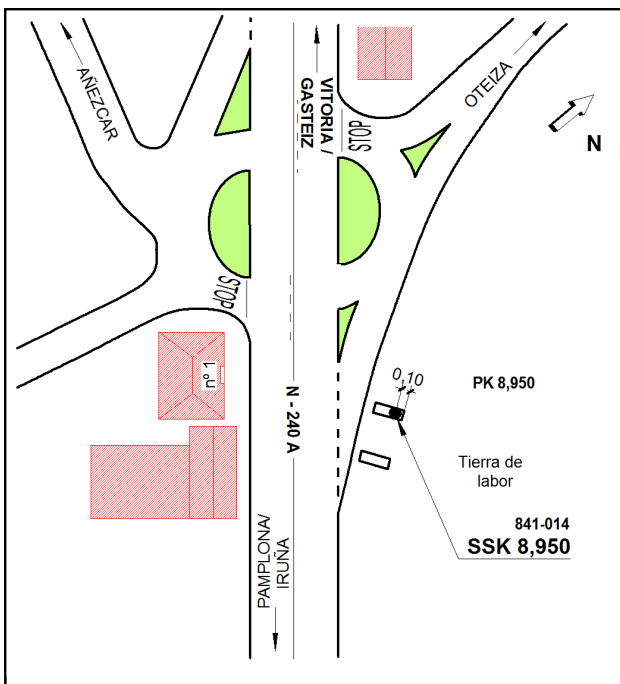 AÑEZCAR
VITORIA /
GASTEIZ
STOP
OTEIZA
N
STOP
nº 1
N - 240 A
0,10
PK 8,950
Tierra de
labor
841-014
SSK 8,950
PAMPLONA/
IRUÑA